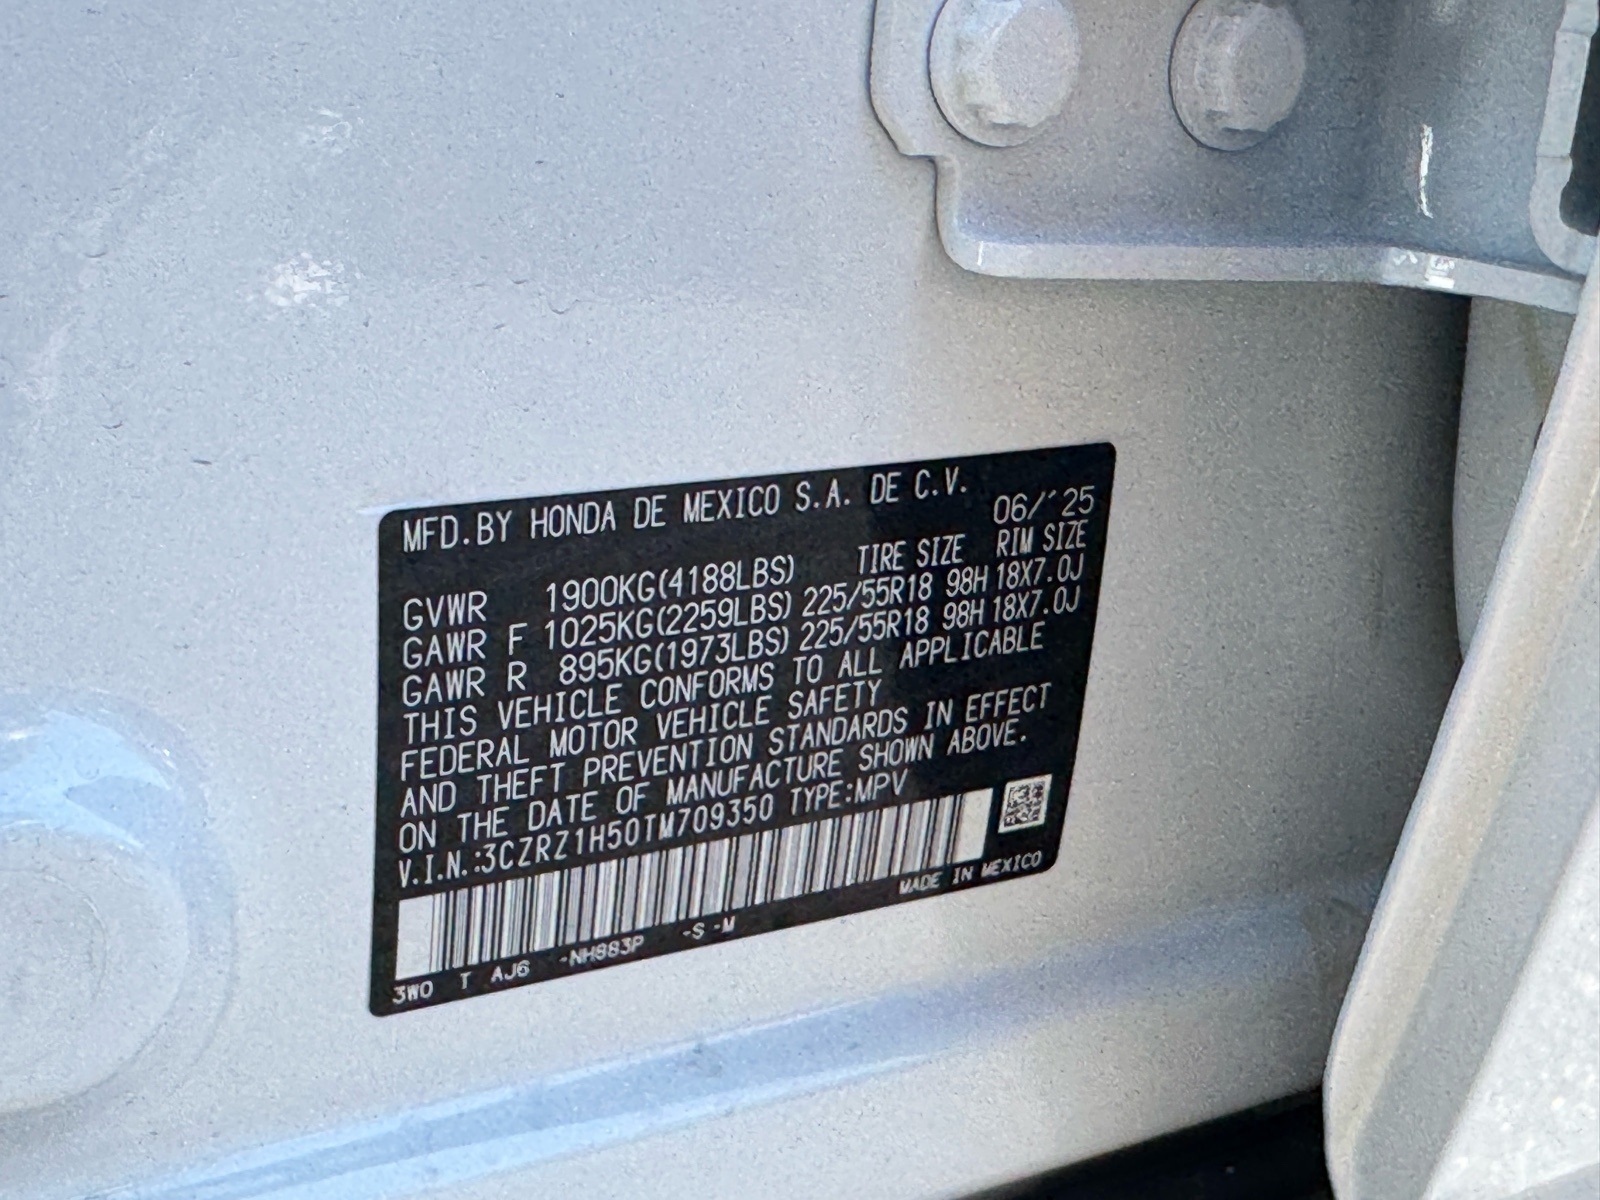 MFD.BY HONDA DE MEXICO S.A. DE C.V.
06/'25
TIRE SIZE RIM SIZE
GVWR 1900KG(4188LBS)
GAWR F 1025KG(2259LBS) 225/55R18 98H 18X7.0J
GAWR R 895KG(1973LBS) 225/55R18 98H 18X7.0J
THIS VEHICLE CONFORMS TO ALL APPLICABLE
FEDERAL MOTOR VEHICLE SAFETY
AND THEFT PREVENTION STANDARDS IN EFFECT
ON THE DATE OF MANUFACTURE SHOWN ABOVE.
V.I.N.:3CZRZ1H50TM709350 TYPE:MPV
MADE IN MEXICO
3W0 T AJ6 -NH883P -S -M